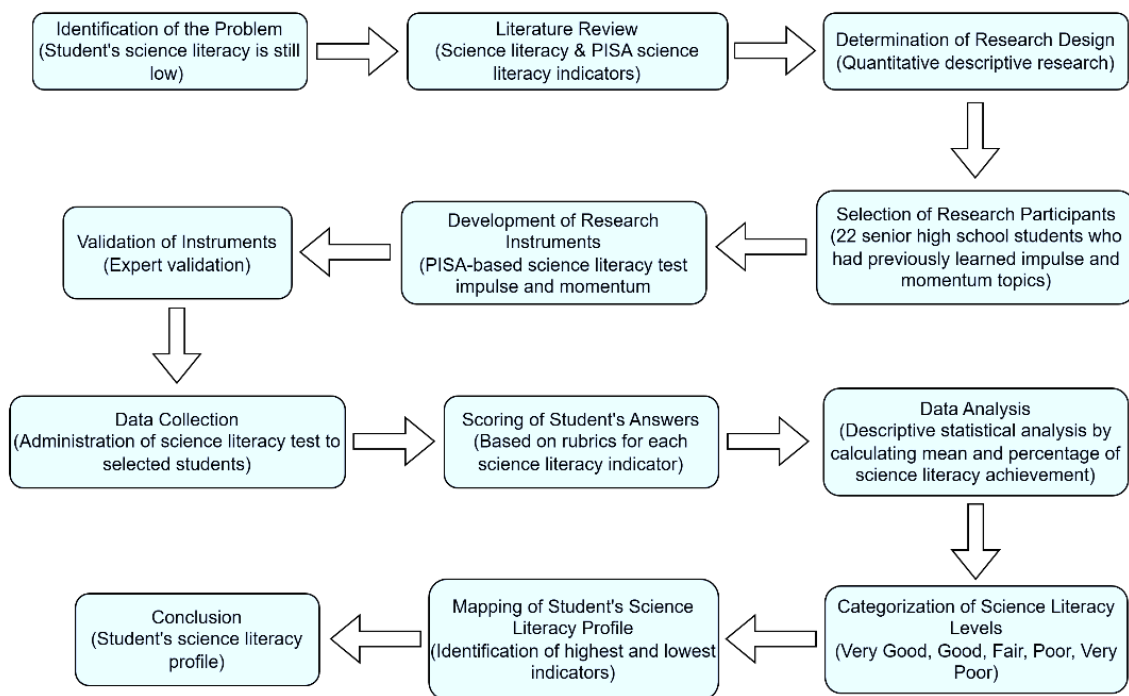 Identification of the Problem
(Student's science literacy is still
low)
Literature Review
(Science literacy & PISA science
literacy indicators)
Determination of Research Design
(Quantitative descriptive research)
Selection of Research Participants
(22 senior high school students who
had previously learned impulse and
momentum topics)
Development of Research
Instruments
(PISA-based science literacy test
impulse and momentum
Validation of Instruments
(Expert validation)
Data Collection
(Administration of science literacy test to
selected students)
Scoring of Student's Answers
(Based on rubrics for each
science literacy indicator)
Data Analysis
(Descriptive statistical analysis by
calculating mean and percentage of
science literacy achievement)
Categorization of Science Literacy
Levels
(Very Good, Good, Fair, Poor, Very
Poor)
Mapping of Student's Science
Literacy Profile
(Identification of highest and lowest
indicators)
Conclusion
(Student's science literacy
profile)